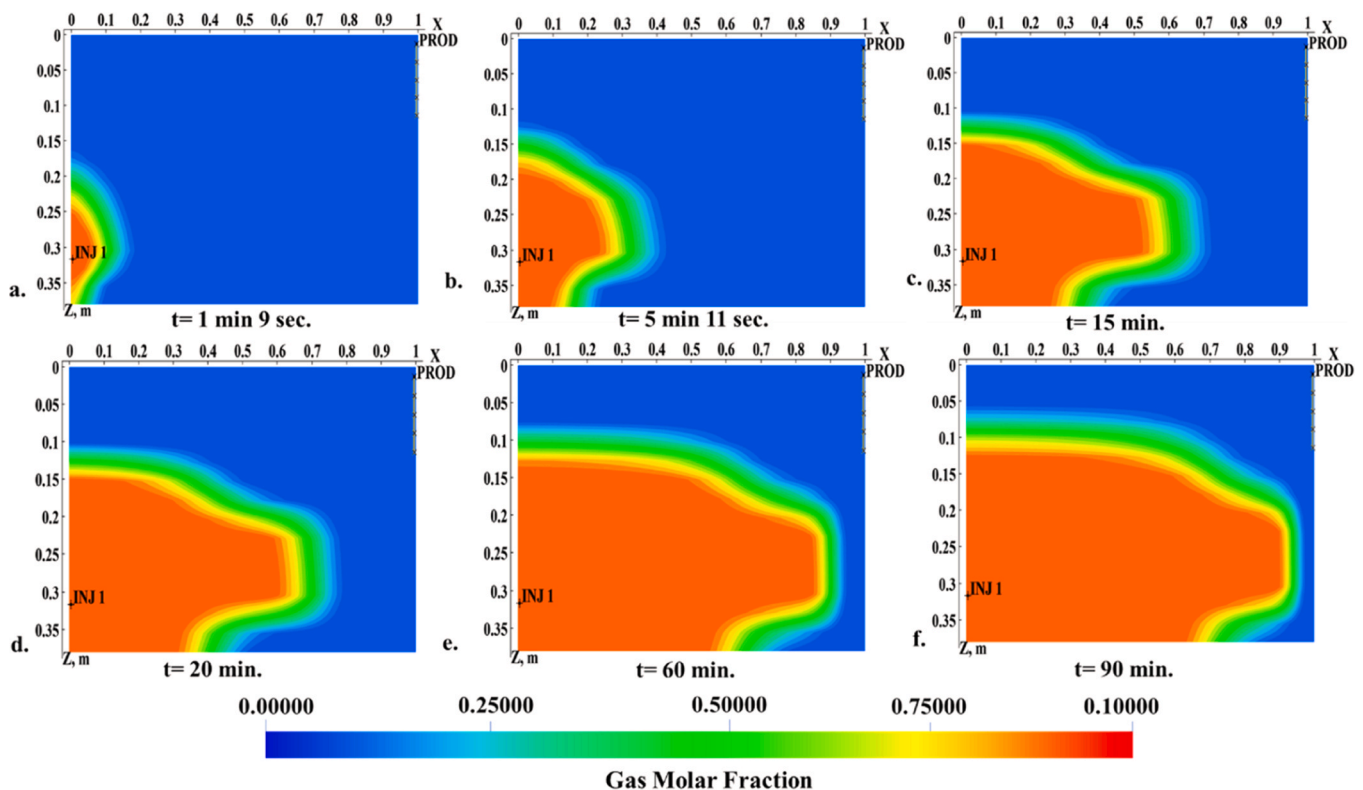 0 0.1 0.2 0.3 0.4 0.5 0.6 0.7 0.8 0.9 1 X
PROD
0
0.05
0.1
0.15
0.2
0.25
0.3
0.35
INJ 1
Z, m
a.
t= 1 min 9 sec.
0 0.1 0.2 0.3 0.4 0.5 0.6 0.7 0.8 0.9 1 X
PROD
0
0.05
0.1
0.15
0.2
0.25
0.3
0.35
INJ 1
Z, m
b.
t= 5 min 11 sec.
0 0.1 0.2 0.3 0.4 0.5 0.6 0.7 0.8 0.9 1 X
PROD
0
0.05
0.1
0.15
0.2
0.25
0.3
0.35
INJ 1
Z, m
c.
t= 15 min.
0 0.1 0.2 0.3 0.4 0.5 0.6 0.7 0.8 0.9 1 X
PROD
0
0.05
0.1
0.15
0.2
0.25
0.3
0.35
INJ 1
Z, m
d.
t= 20 min.
0 0.1 0.2 0.3 0.4 0.5 0.6 0.7 0.8 0.9 1 X
PROD
0
0.05
0.1
0.15
0.2
0.25
0.3
0.35
INJ 1
Z, m
e.
t= 60 min.
0 0.1 0.2 0.3 0.4 0.5 0.6 0.7 0.8 0.9 1 X
PROD
0
0.05
0.1
0.15
0.2
0.25
0.3
0.35
INJ 1
Z, m
f.
t= 90 min.
0.00000 0.25000 0.50000 0.75000 0.10000
Gas Molar Fraction